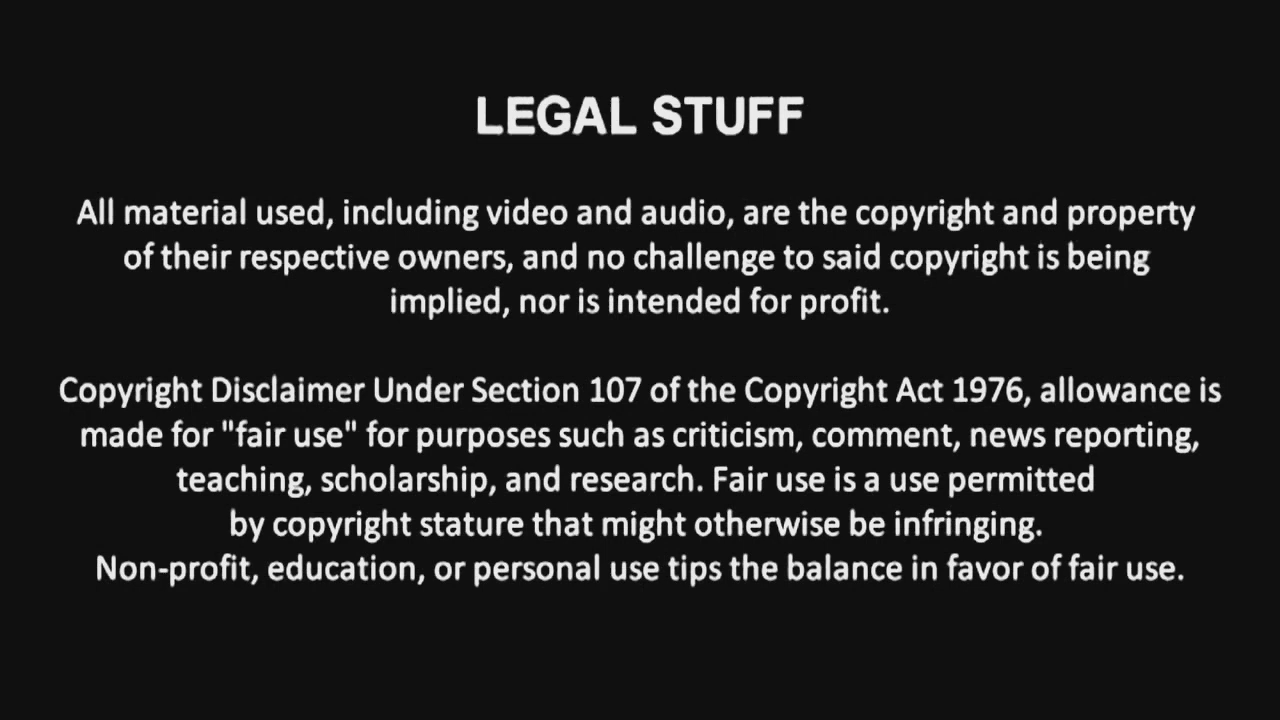 LEGAL STUFF
All material used, including video and audio, are the copyright and property
of their respective owners, and no challenge to said copyright is being
implied, nor is intended for profit.
Copyright Disclaimer Under Section 107 of the Copyright Act 1976, allowance is
made for "fair use" for purposes such as criticism, comment, news reporting,
teaching, scholarship, and research. Fair use is a use permitted
by copyright stature that might otherwise be infringing.
Non-profit, education, or personal use tips the balance in favor of fair use.